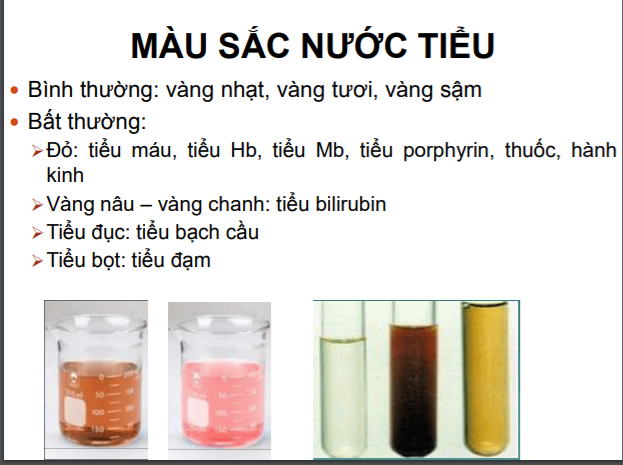 MÀU SẮC NƯỚC TIỂU
• Bình thường: vàng nhạt, vàng tươi, vàng sậm
• Bất thường:
➢Đỏ: tiểu máu, tiểu Hb, tiểu Mb, tiểu porphyrin, thuốc, hành
kinh
➢Vàng nâu – vàng chanh: tiểu bilirubin
➢Tiểu đục: tiểu bạch cầu
➢Tiểu bọt: tiểu đạm